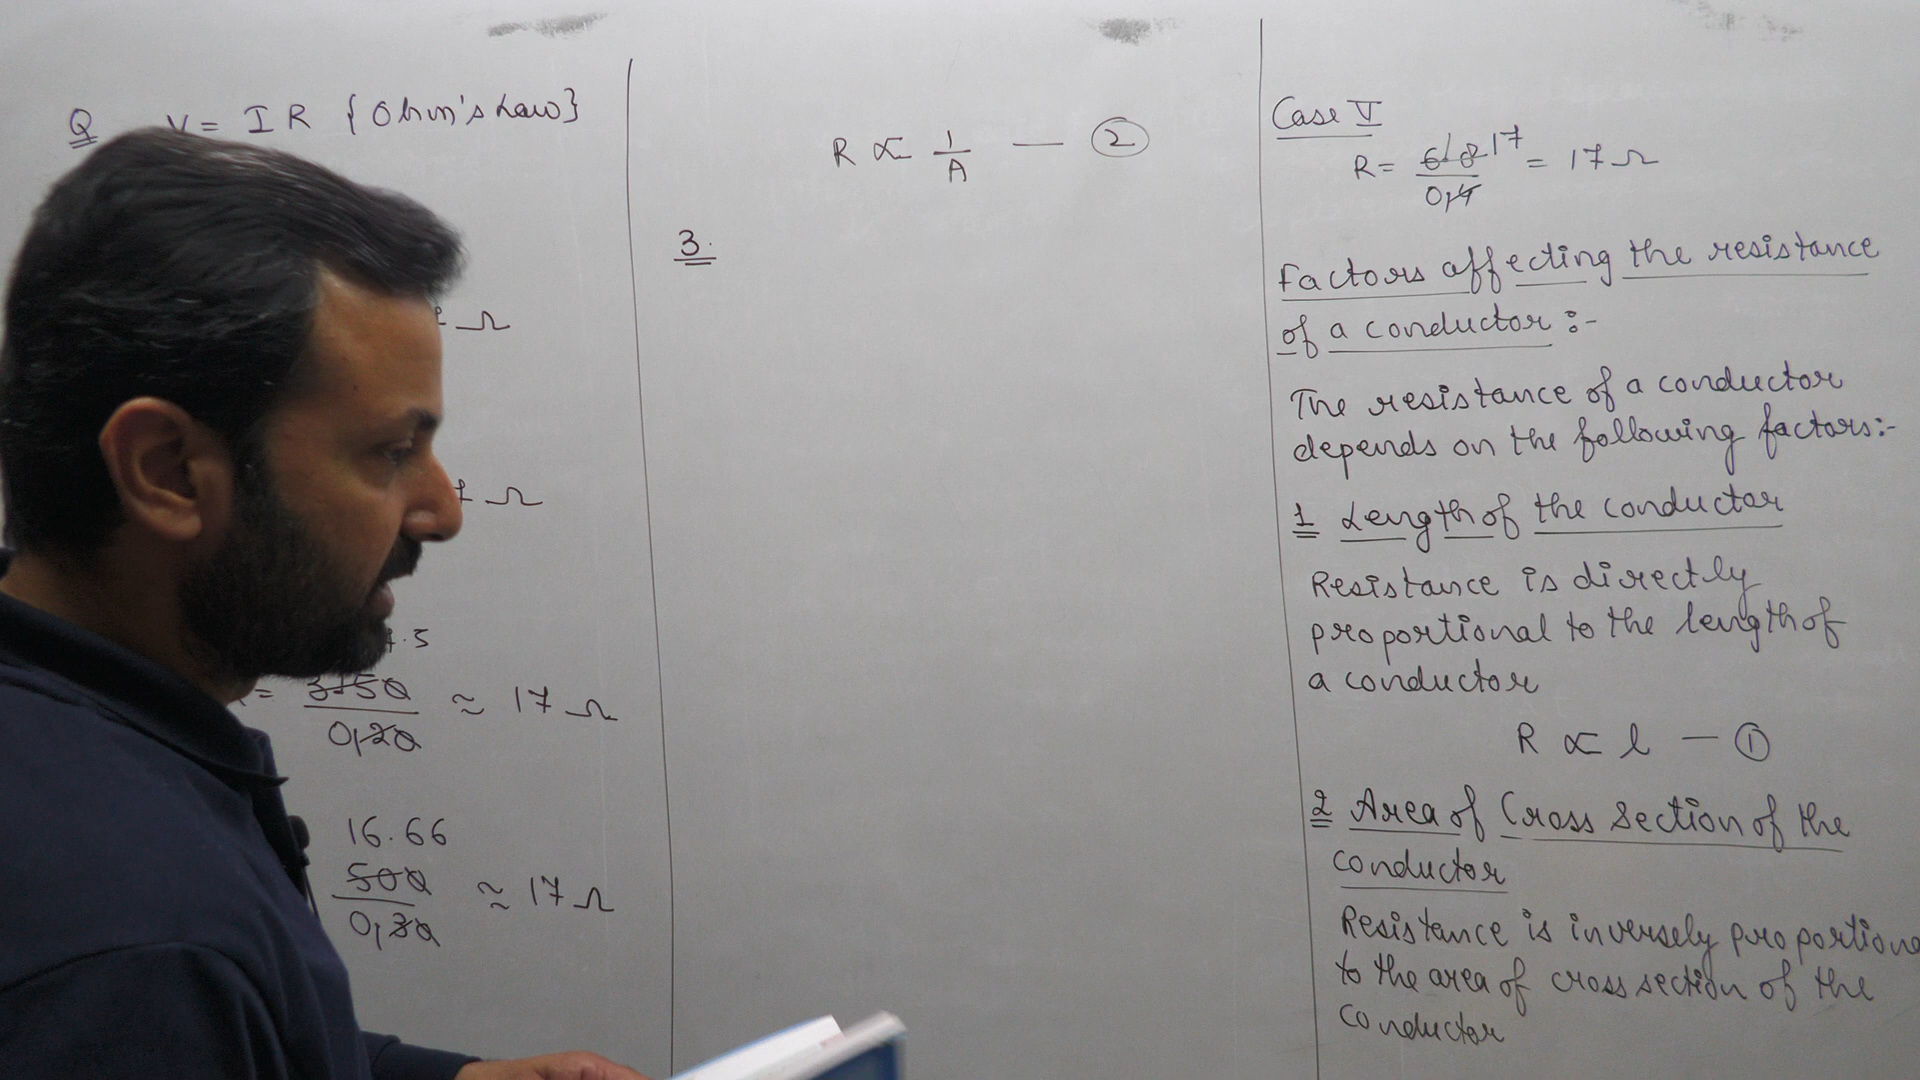 Q V = I R {Ohm's Law}
Ω
Ω
.5
= 3150/0,20 ≈ 17 Ω
16.66
500/0,30 ≈ 17 Ω
R ∝ 1/A — ②
3.
Case V
R = 6,8/0,4 17 = 17 Ω
Factors affecting the resistance
of a conductor :-
The resistance of a conductor
depends on the following factors:-
1 Length of the conductor
Resistance is directly
proportional to the length of
a conductor
R ∝ l — ①
2 Area of Cross Section of the
conductor
Resistance is inversely proportiona
to the area of cross section of the
conductor